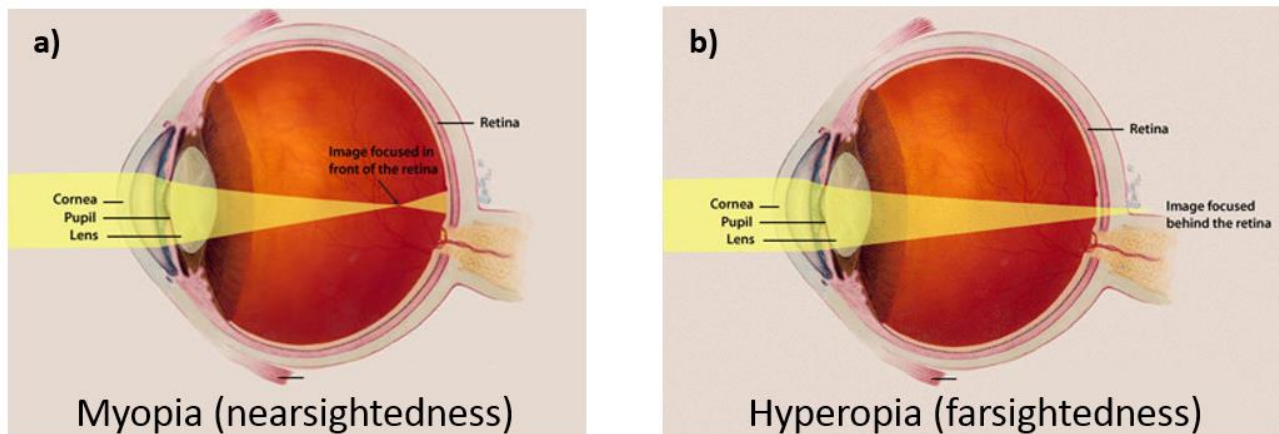 a)
Retina
Image focused in
front of the retina
Cornea
Pupil
Lens
Myopia (nearsightedness)
b)
Retina
Cornea
Pupil
Lens
Image focused
behind the retina
Hyperopia (farsightedness)